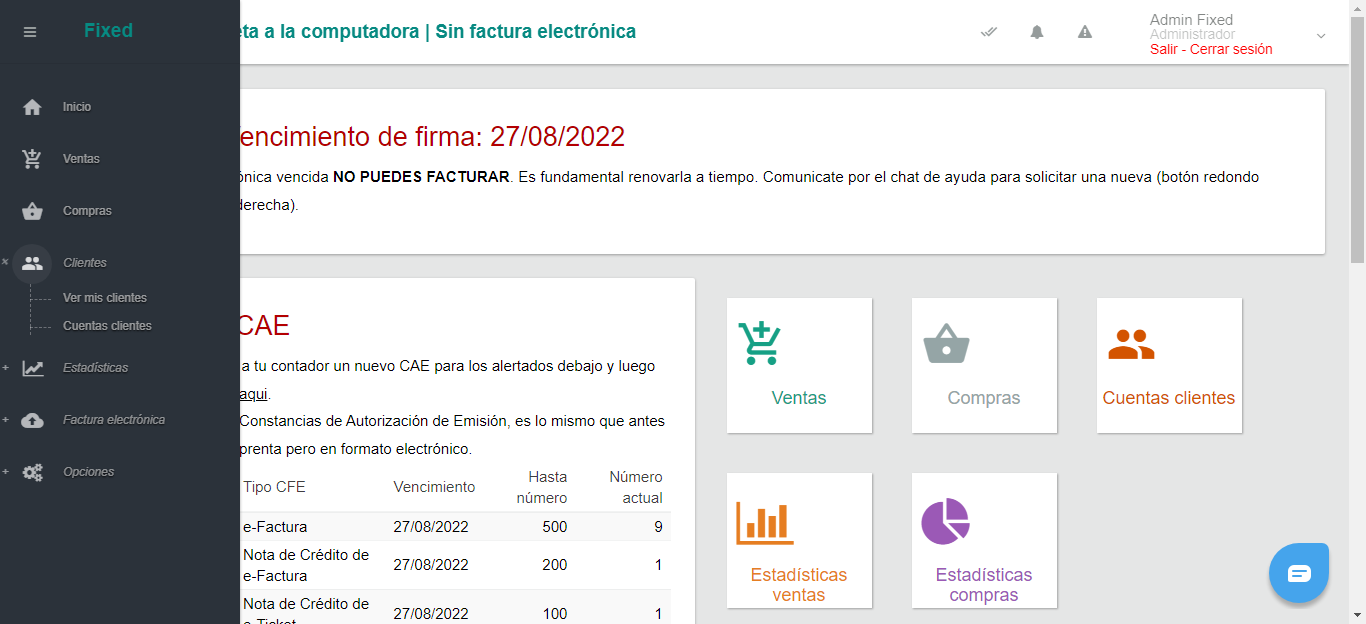 Fixed
eta a la computadora | Sin factura electrónica
Admin Fixed
Administrador
Salir - Cerrar sesión
Inicio
Ventas
Compras
Clientes
Ver mis clientes
Cuentas clientes
Estadísticas
Factura electrónica
Opciones
encimiento de firma: 27/08/2022
ónica vencida NO PUEDES FACTURAR. Es fundamental renovarla a tiempo. Comunicate por el chat de ayuda para solicitar una nueva (botón redondo
derecha).
CAE
a tu contador un nuevo CAE para los alertados debajo y luego
aqui.
Constancias de Autorización de Emisión, es lo mismo que antes
prenta pero en formato electrónico.
Tipo CFE Vencimiento Hasta número Número actual
e-Factura 27/08/2022 500 9
Nota de Crédito de e-Factura 27/08/2022 200 1
Nota de Crédito de e-Ticket 27/08/2022 100 1
Ventas
Compras
Cuentas clientes
Estadísticas
ventas
Estadísticas
compras